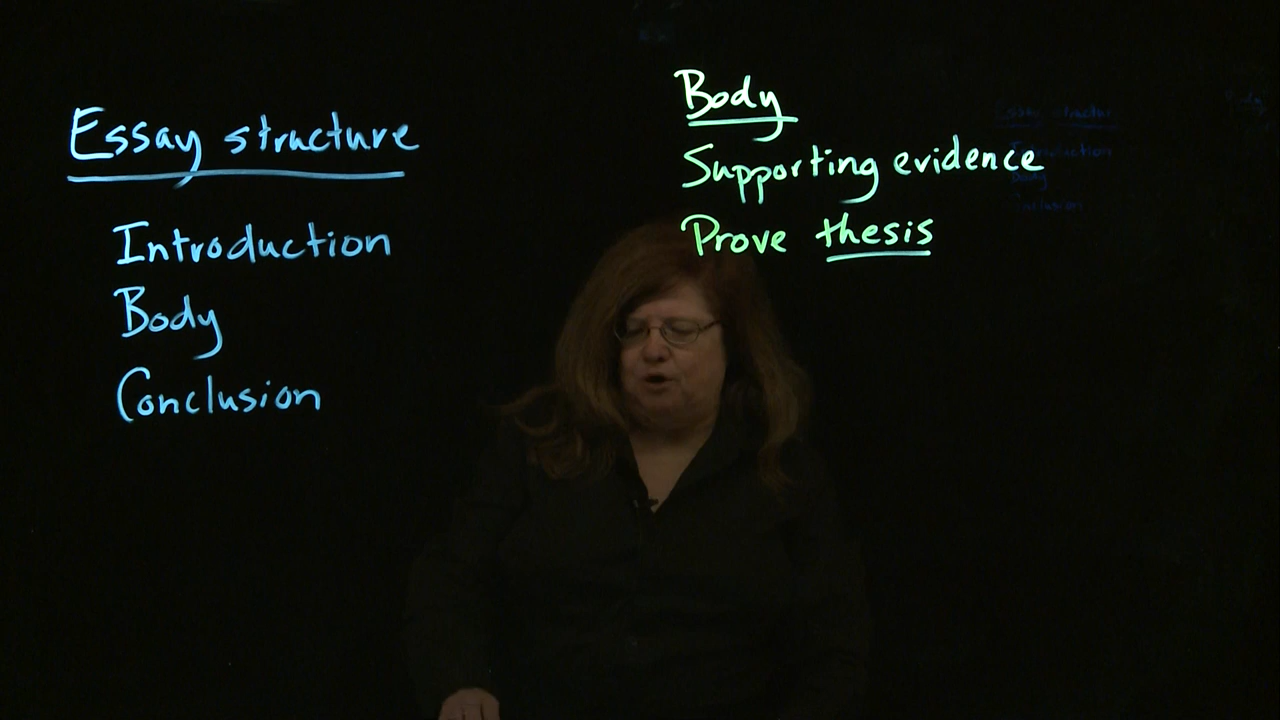 Essay structure
Introduction
Body
Conclusion
Body
Supporting evidence
Prove thesis